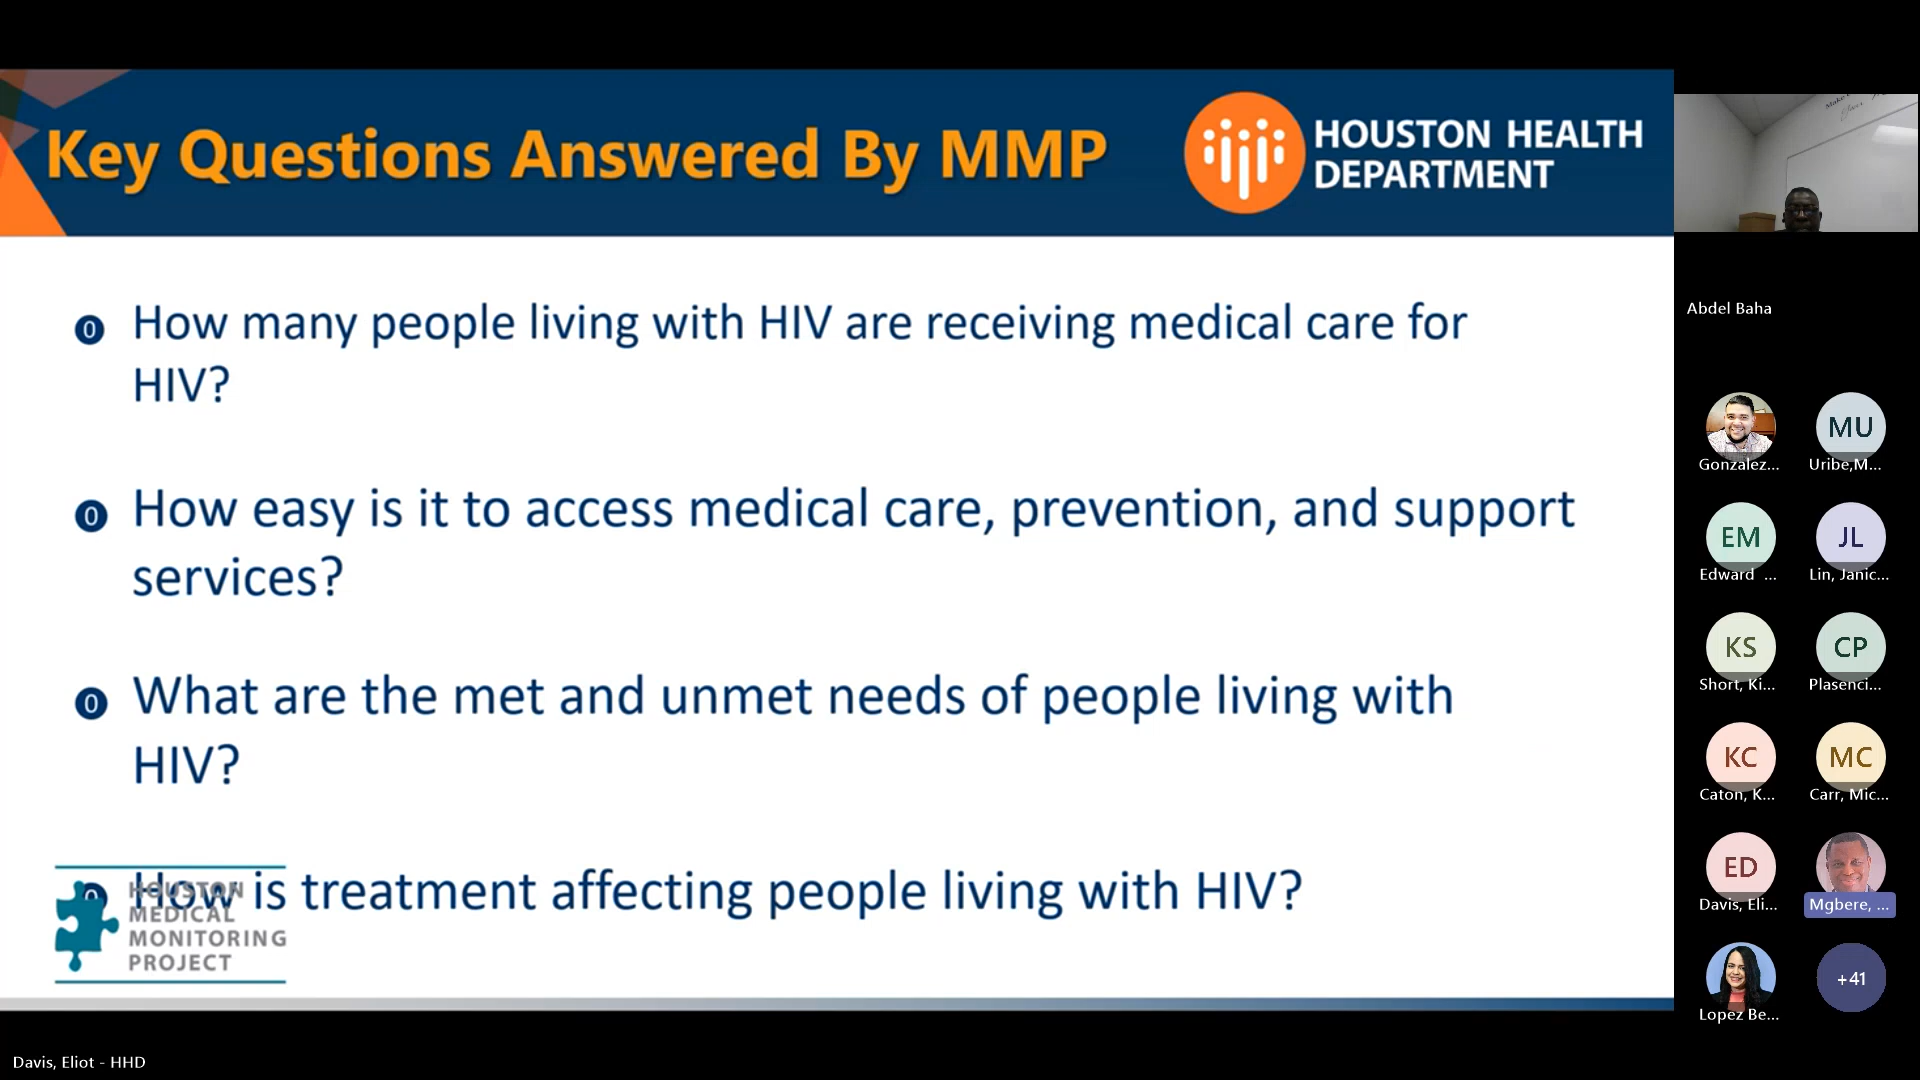 Key Questions Answered By MMP
HOUSTON HEALTH
DEPARTMENT
How many people living with HIV are receiving medical care for
HIV?
How easy is it to access medical care, prevention, and support
services?
What are the met and unmet needs of people living with
HIV?
How is treatment affecting people living with HIV?
HOUSTON
MEDICAL
MONITORING
PROJECT
Davis, Eliot - HHD
Abdel Baha
Gonzalez...
MU
Uribe,M...
EM
Edward ...
JL
Lin, Janic...
KS
Short, Ki...
CP
Plasenci...
KC
Caton, K...
MC
Carr, Mic...
ED
Davis, Eli...
Mgbere, ...
Lopez Be...
+41